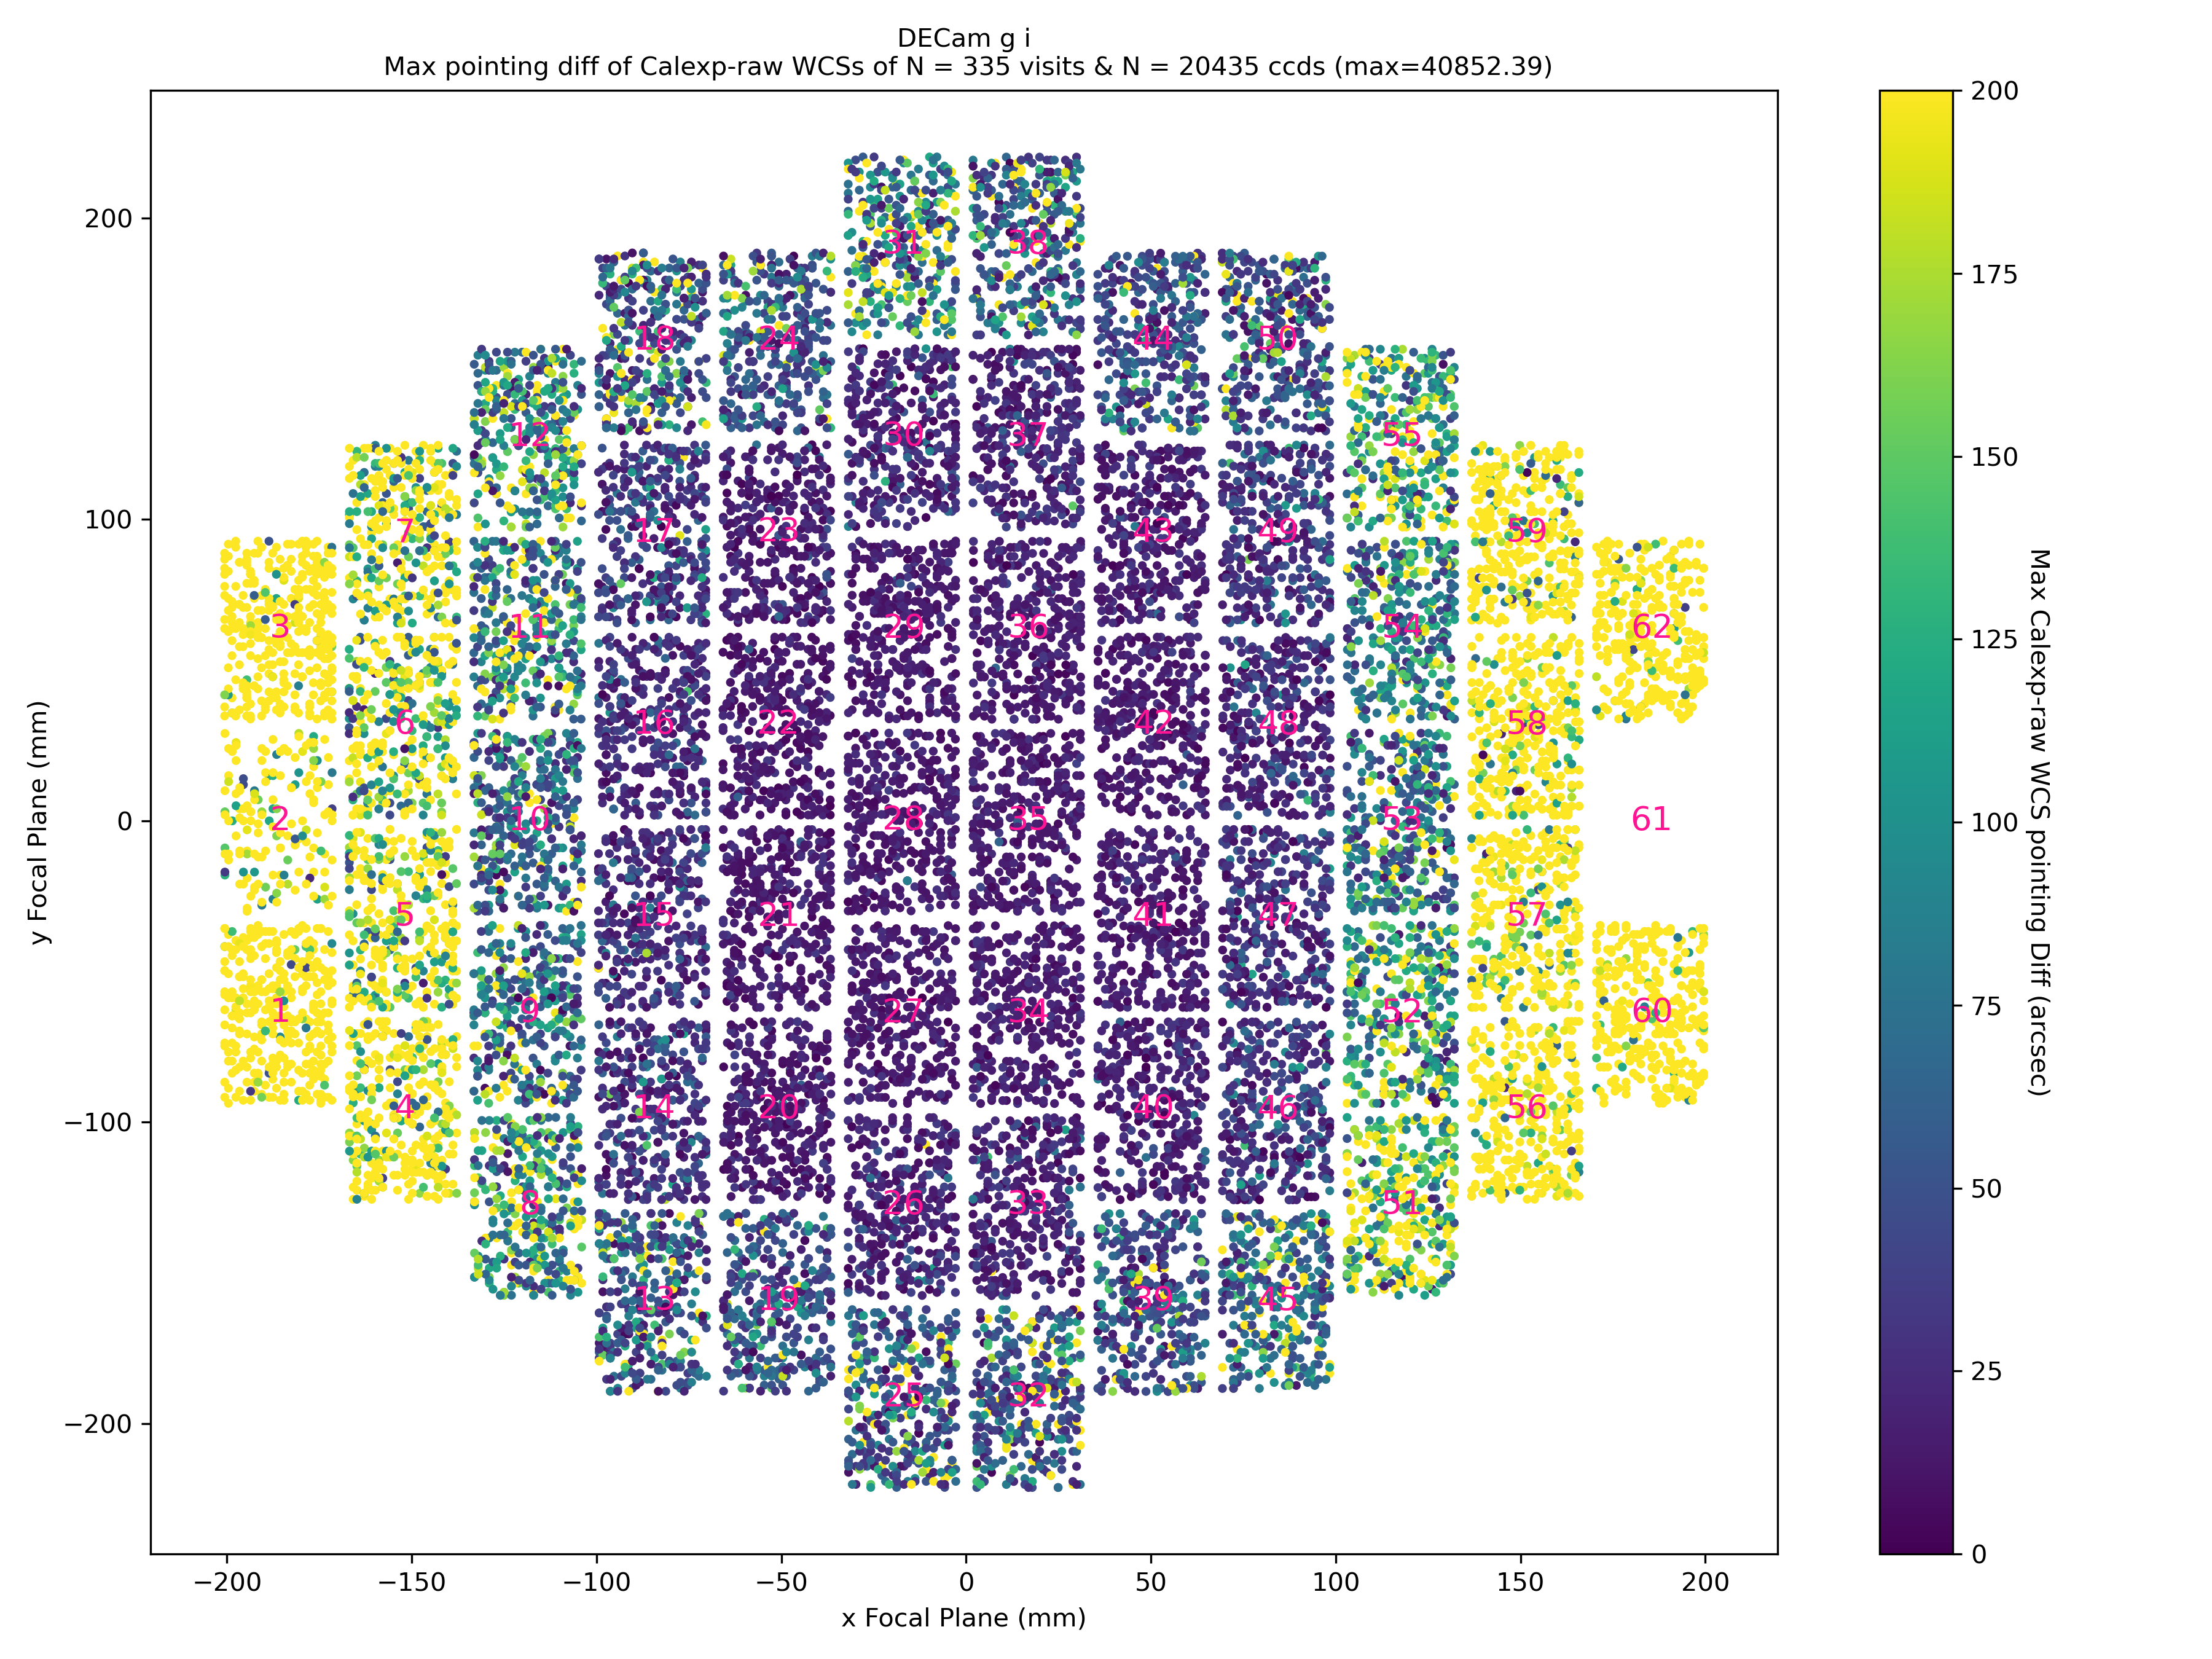 DECam g i
Max pointing diff of Calexp-raw WCSs of N = 335 visits & N = 20435 ccds (max=40852.39)
200
100
0
−100
−200
y Focal Plane (mm)
−200 −150 −100 −50 0 50 100 150 200
x Focal Plane (mm)
31 38
18 24 44 50
12 30 37 55
7 17 23 43 49 59
3 11 29 36 54 62
6 16 22 42 48 58
2 10 28 35 53 61
5 15 21 41 47 57
1 9 27 34 52 60
4 14 20 40 46 56
8 26 33 51
13 19 39 45
25 32
200
175
150
125
100
75
50
25
0
Max Calexp-raw WCS pointing Diff (arcsec)